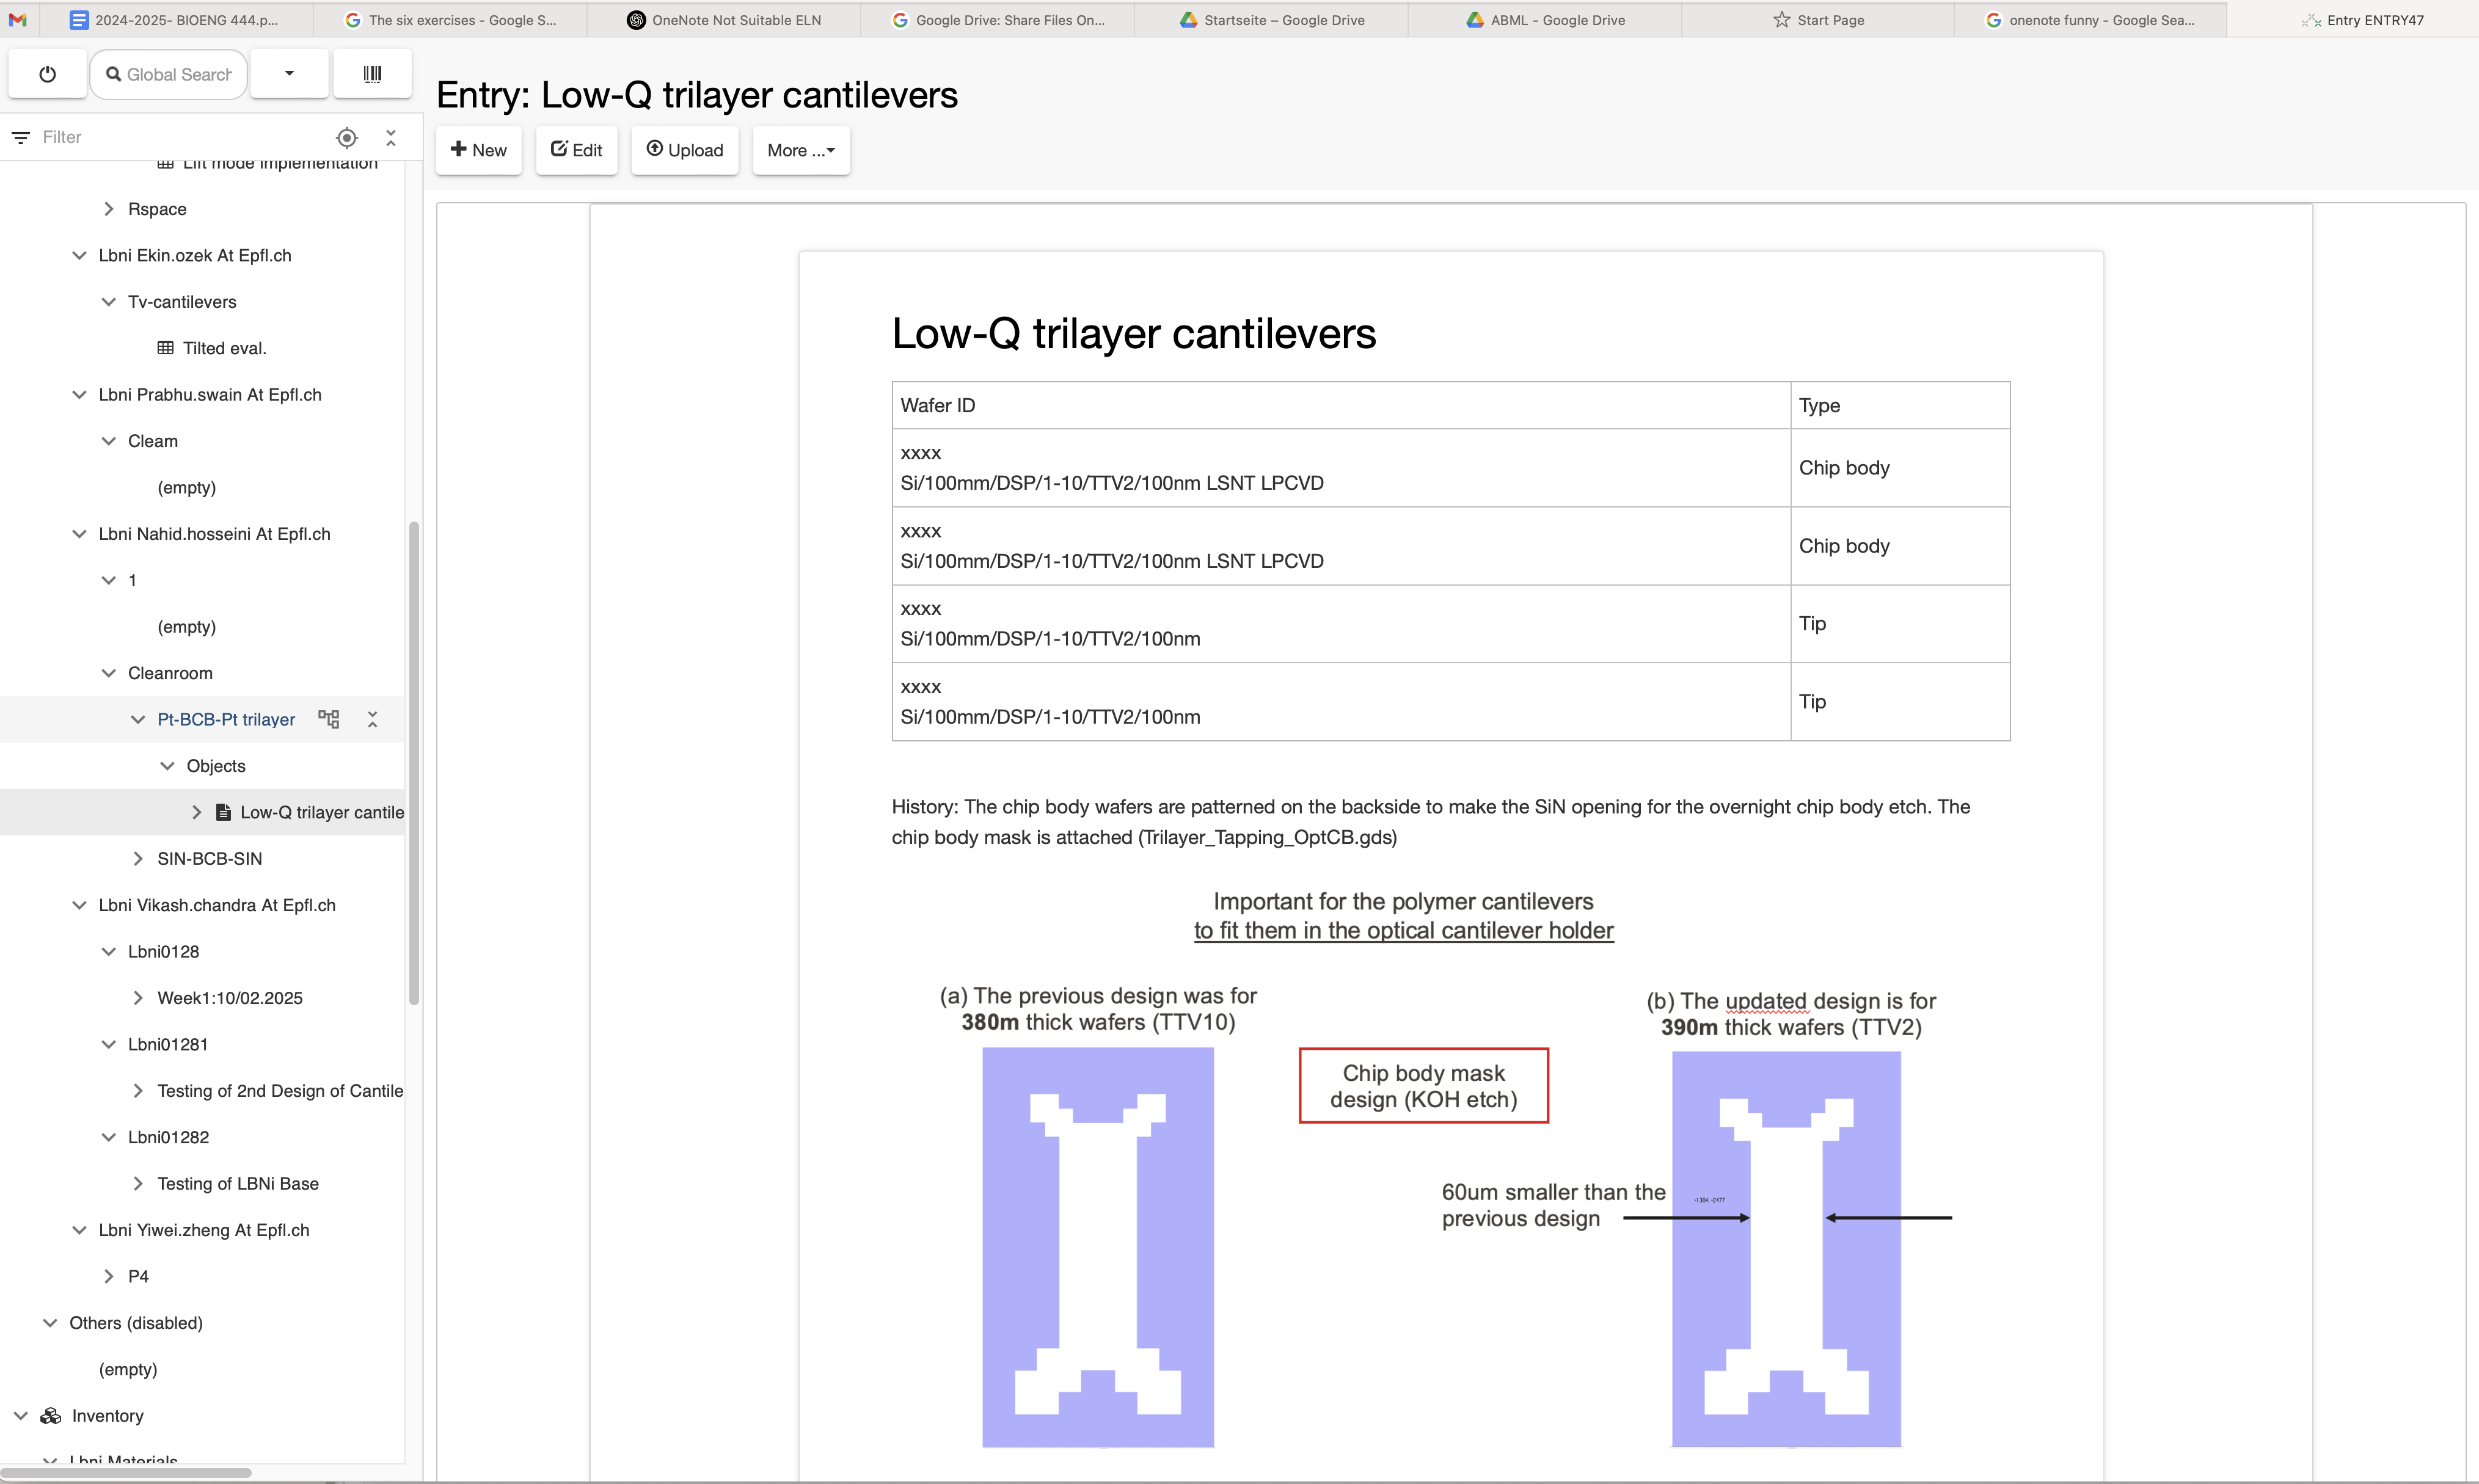 2024-2025- BIOENG 444.p...
The six exercises - Google S...
OneNote Not Suitable ELN
Google Drive: Share Files On...
Startseite – Google Drive
ABML - Google Drive
Start Page
onenote funny - Google Sea...
Entry ENTRY47
Global Search
Filter
Lift mode implementation
Rspace
Lbni Ekin.ozek At Epfl.ch
Tv-cantilevers
Tilted eval.
Lbni Prabhu.swain At Epfl.ch
Cleam
(empty)
Lbni Nahid.hosseini At Epfl.ch
1
(empty)
Cleanroom
Pt-BCB-Pt trilayer
Objects
Low-Q trilayer cantile
SIN-BCB-SIN
Lbni Vikash.chandra At Epfl.ch
Lbni0128
Week1:10/02.2025
Lbni01281
Testing of 2nd Design of Cantile
Lbni01282
Testing of LBNi Base
Lbni Yiwei.zheng At Epfl.ch
P4
Others (disabled)
(empty)
Inventory
Lbni Materials
Entry: Low-Q trilayer cantilevers
New
Edit
Upload
More ...
Low-Q trilayer cantilevers
Wafer ID
Type
xxxx
Si/100mm/DSP/1-10/TTV2/100nm LSNT LPCVD
Chip body
xxxx
Si/100mm/DSP/1-10/TTV2/100nm LSNT LPCVD
Chip body
xxxx
Si/100mm/DSP/1-10/TTV2/100nm
Tip
xxxx
Si/100mm/DSP/1-10/TTV2/100nm
Tip
History: The chip body wafers are patterned on the backside to make the SiN opening for the overnight chip body etch. The
chip body mask is attached (Trilayer_Tapping_OptCB.gds)
Important for the polymer cantilevers
to fit them in the optical cantilever holder
(a) The previous design was for
380m thick wafers (TTV10)
Chip body mask
design (KOH etch)
(b) The updated design is for
390m thick wafers (TTV2)
60um smaller than the
previous design